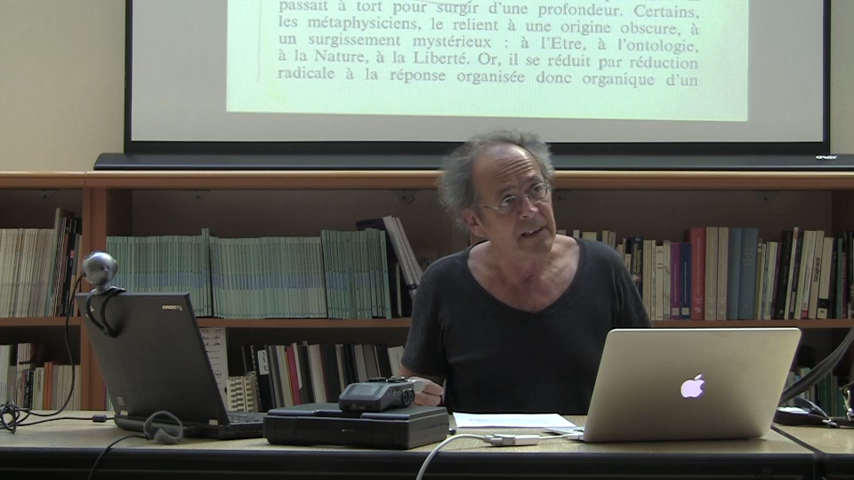 passait à tort pour surgir d'une profondeur. Certains,
les métaphysiciens, le relient à une origine obscure, à
un surgissement mystérieux : à l'Etre, à l'ontologie,
à la Nature, à la Liberté. Or, il se réduit par réduction
radicale à la réponse organisée donc organique d'un
lenovo